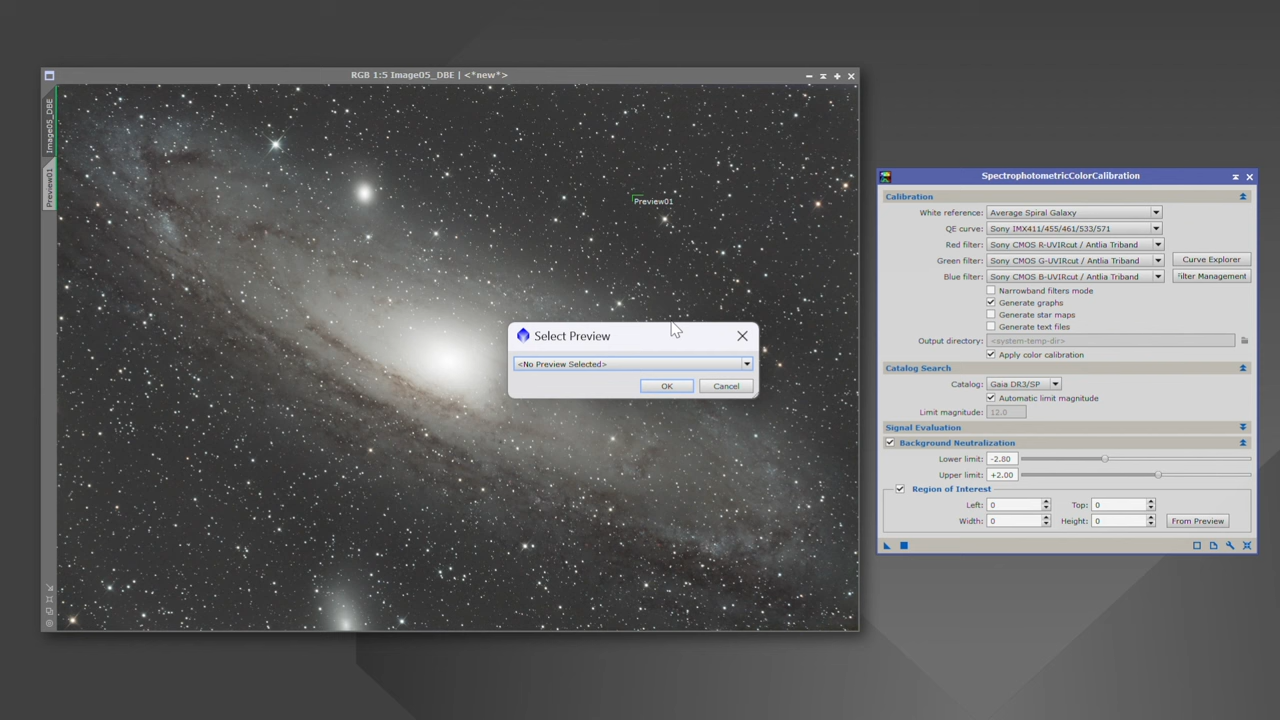 RGB 1:5 Image05_DBE | <*new*>
Image05_DBE
Preview01
Preview01
Select Preview
<No Preview Selected>
OK
Cancel
SpectrophotometricColorCalibration
Calibration
White reference: Average Spiral Galaxy
QE curve: Sony IMX411/455/461/533/571
Red filter: Sony CMOS R-UVIRcut / Antlia Triband
Green filter: Sony CMOS G-UVIRcut / Antlia Triband Curve Explorer
Blue filter: Sony CMOS B-UVIRcut / Antlia Triband Filter Management
Narrowband filters mode
Generate graphs
Generate star maps
Generate text files
Output directory: <system-temp-dir>
Apply color calibration
Catalog Search
Catalog: Gaia DR3/SP
Automatic limit magnitude
Limit magnitude: 12.0
Signal Evaluation
Background Neutralization
Lower limit: -2.80
Upper limit: +2.00
Region of Interest
Left: 0 Top: 0
Width: 0 Height: 0 From Preview